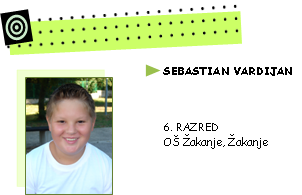 SEBASTIAN VARDIJAN
6. RAZRED
OŠ Žakanje, Žakanje